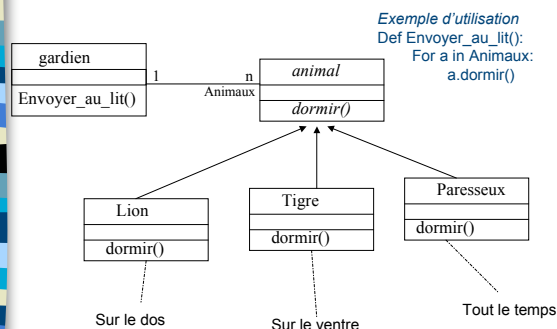 Exemple d'utilisation
Def Envoyer_au_lit():
For a in Animaux:
a.dormir()
gardien
Envoyer_au_lit()
1
n
Animaux
animal
dormir()
Lion
dormir()
Tigre
dormir()
Paresseux
dormir()
Sur le dos
Sur le ventre
Tout le temps